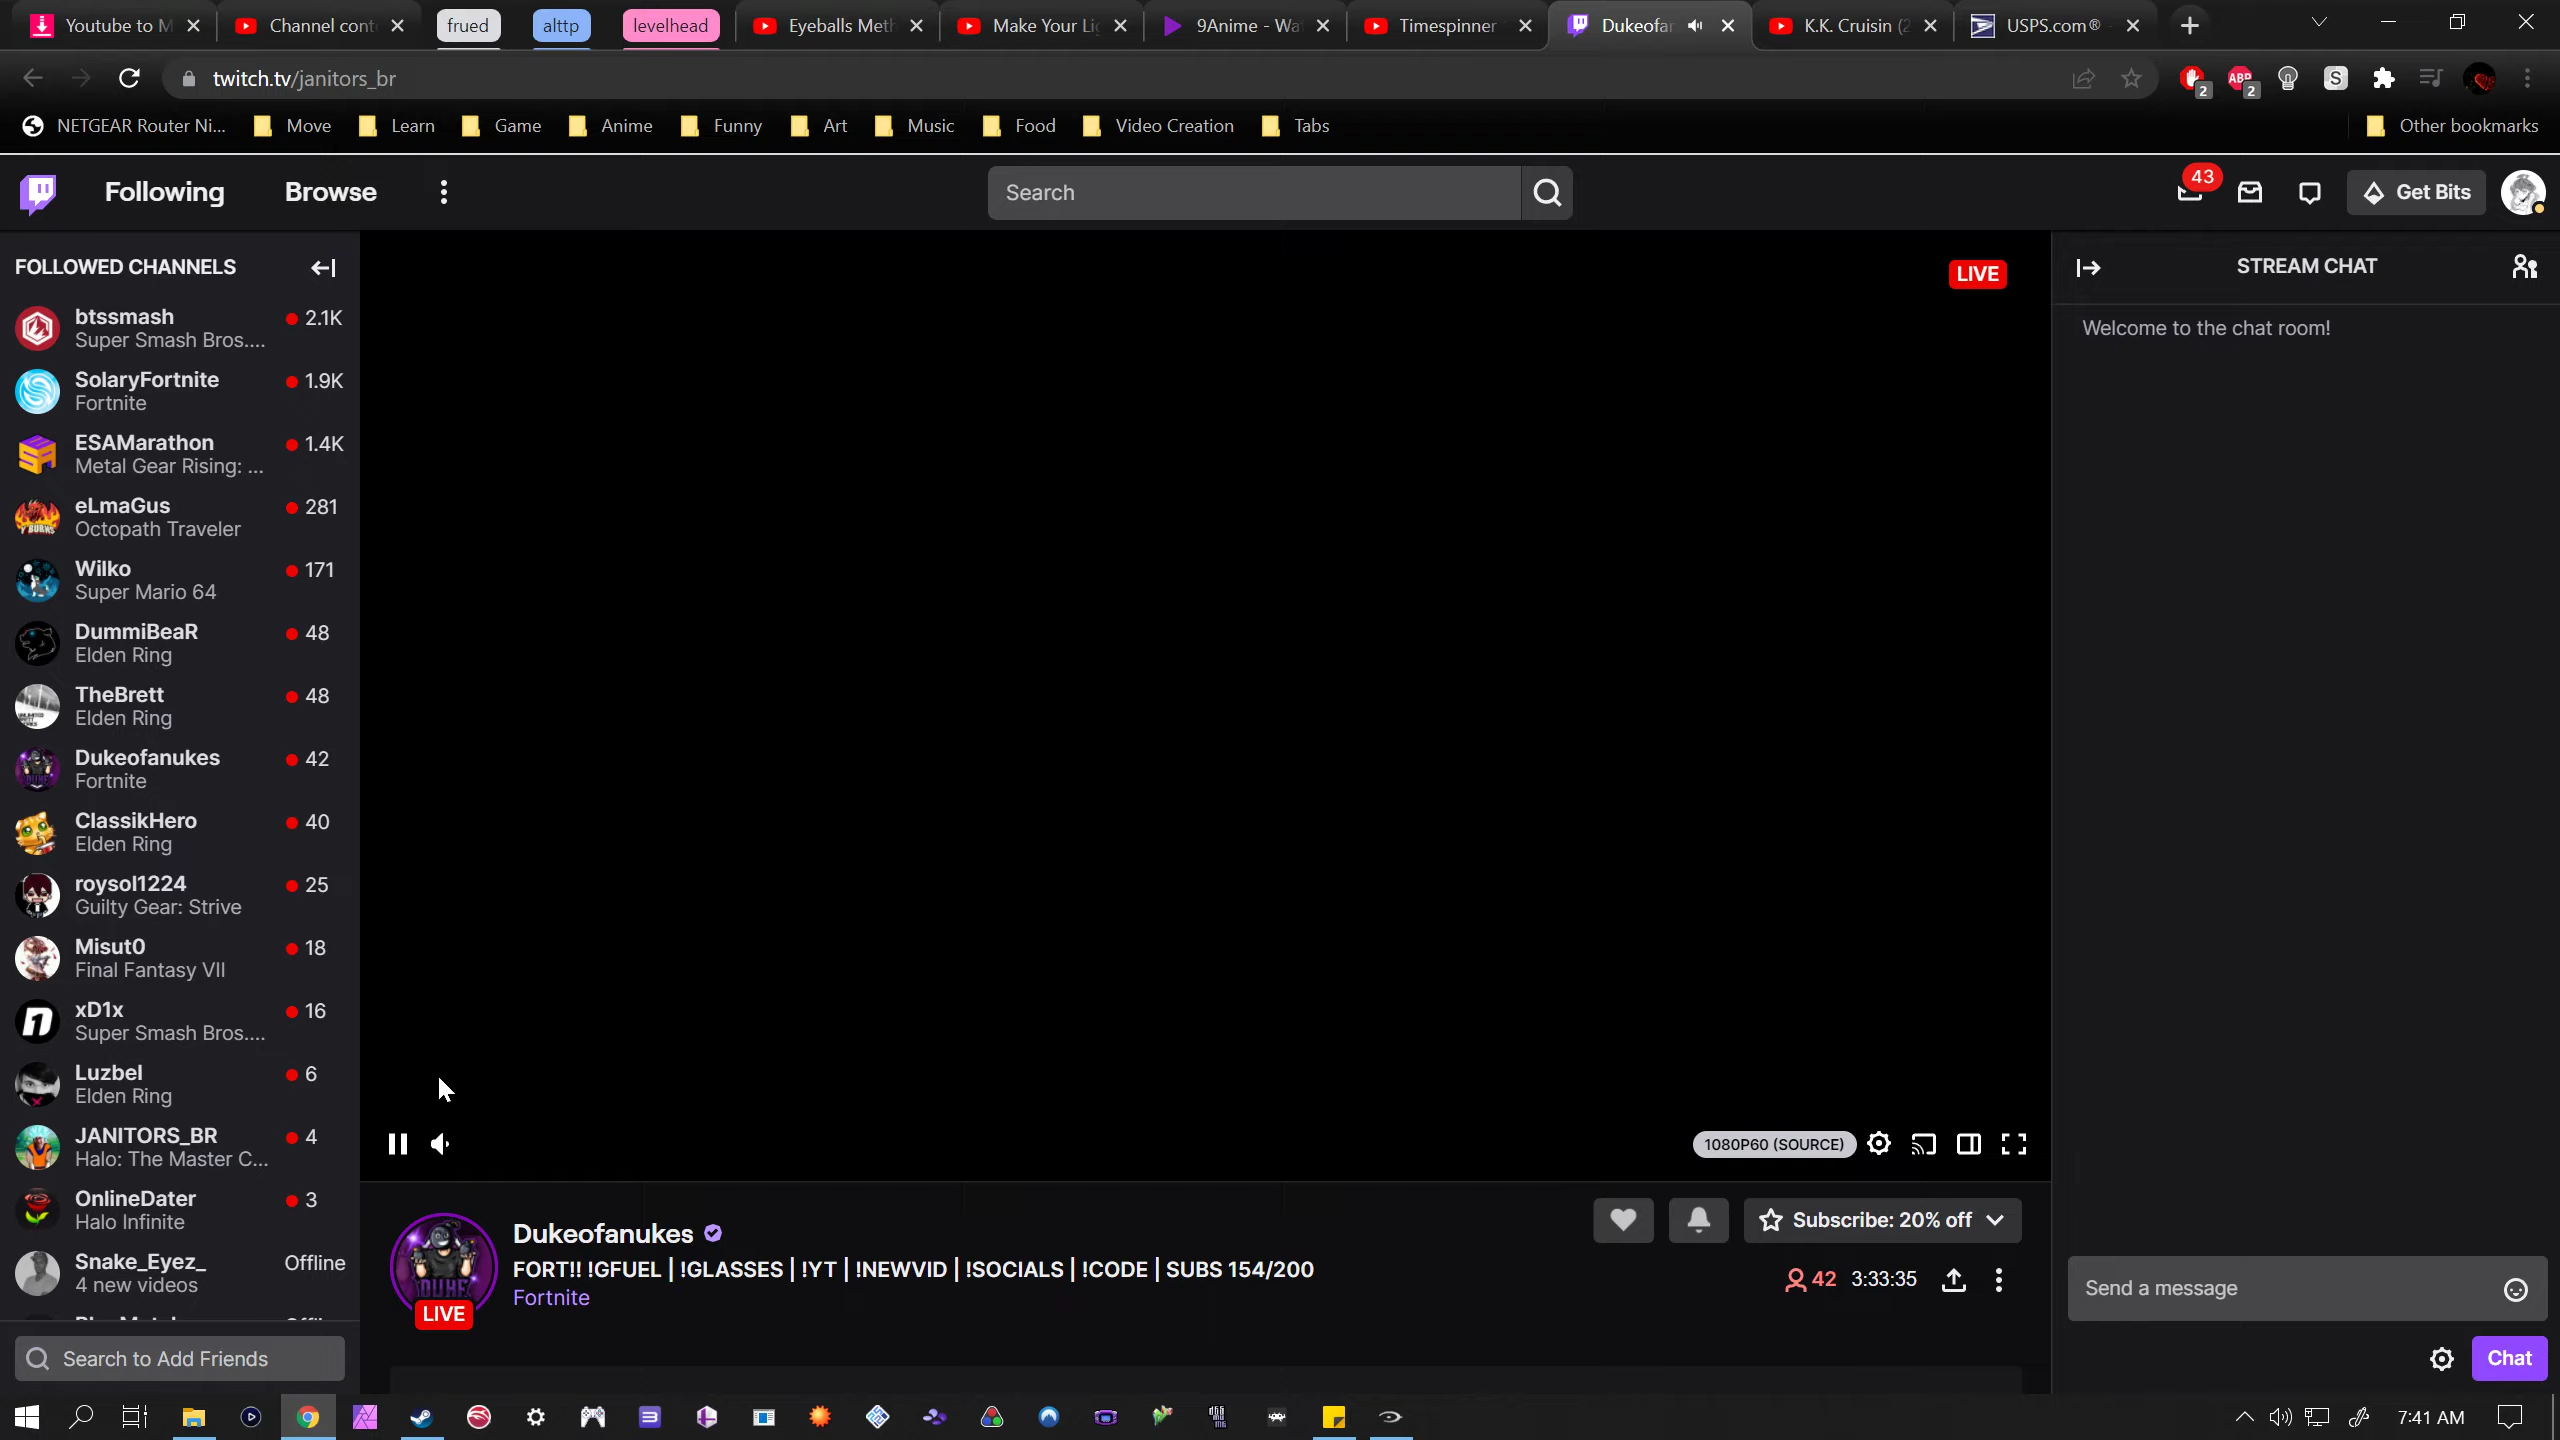 Youtube to M
Channel cont
frued
alttp
levelhead
Eyeballs Meth
Make Your Li
9Anime - Wa
Timespinner
Dukeofan
K.K. Cruisin (2
USPS.com®
twitch.tv/janitors_br
ABP
2
2
NETGEAR Router Ni...
Move
Learn
Game
Anime
Funny
Art
Music
Food
Video Creation
Tabs
Other bookmarks
Following
Browse
Search
43
Get Bits
FOLLOWED CHANNELS
LIVE
STREAM CHAT
Welcome to the chat room!
btssmash
2.1K
Super Smash Bros....
SolaryFortnite
1.9K
Fortnite
ESAMarathon
1.4K
Metal Gear Rising: ...
eLmaGus
281
Octopath Traveler
Wilko
171
Super Mario 64
DummiBeaR
48
Elden Ring
TheBrett
48
Elden Ring
Dukeofanukes
42
Fortnite
ClassikHero
40
Elden Ring
roysol1224
25
Guilty Gear: Strive
Misut0
18
Final Fantasy VII
xD1x
16
Super Smash Bros....
Luzbel
6
Elden Ring
JANITORS_BR
4
Halo: The Master C...
OnlineDater
3
Halo Infinite
Snake_Eyez_
Offline
4 new videos
Search to Add Friends
1080P60 (SOURCE)
Dukeofanukes
FORT!! !GFUEL | !GLASSES | !YT | !NEWVID | !SOCIALS | !CODE | SUBS 154/200
Fortnite
DUKE
LIVE
Subscribe: 20% off
42
3:33:35
Send a message
Chat
7:41 AM